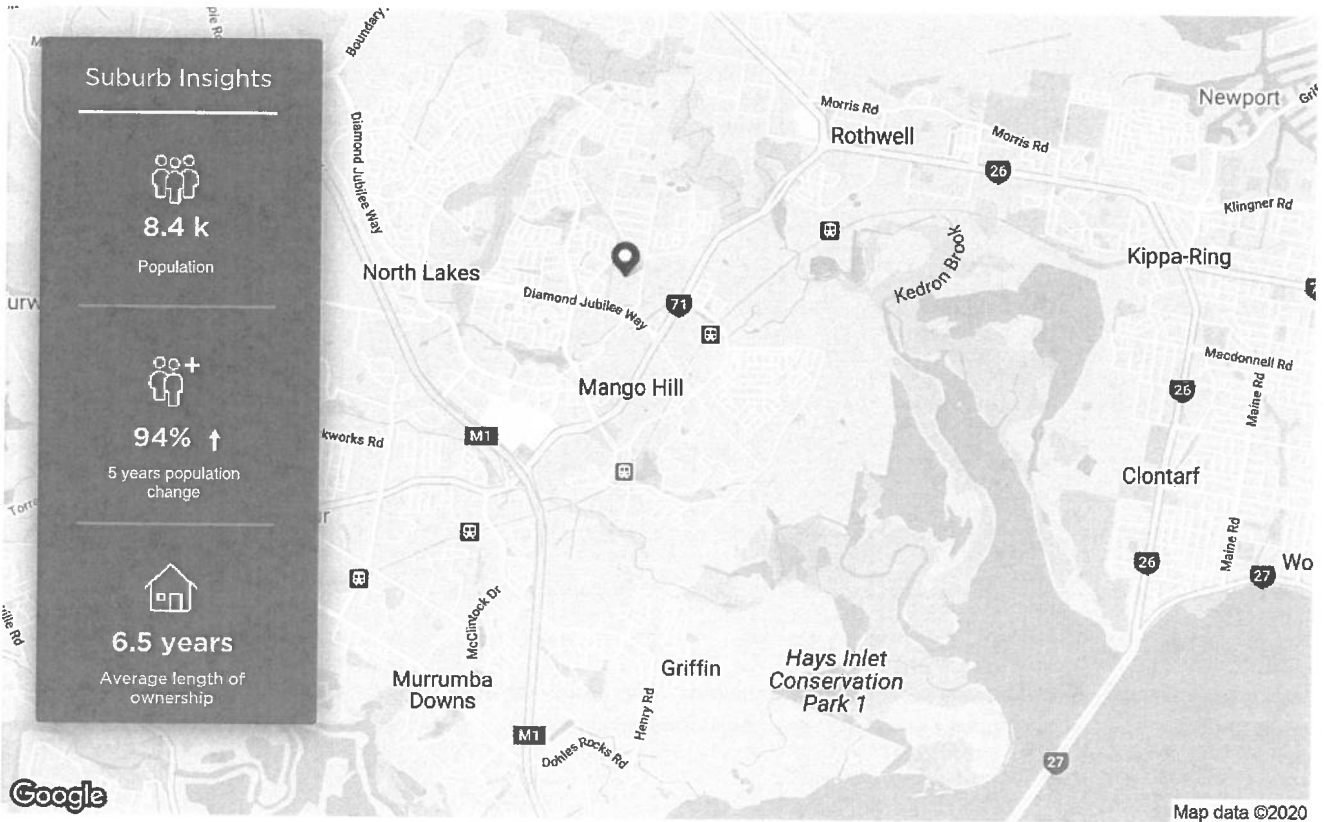 Suburb Insights
8.4 k
Population
94%
5 years population
change
6.5 years
Average length of
ownership
Boundary
Diamond Jubilee Way
North Lakes
Diamond Jubilee Way
71
Mango Hill
M1
kworks Rd
Morris Rd
Rothwell
Morris Rd
26
Newport
Klingner Rd
Kippa-Ring
Kedron Brook
Macdonnell Rd
Maine Rd
26
Clontarf
Maine Rd
26
27
Wo
McClintock Dr
Murrumba
Downs
Griffin
Henry Rd
Hays Inlet
Conservation
Park 1
M1
Dohles Rocks Rd
27
Google
Map data ©2020